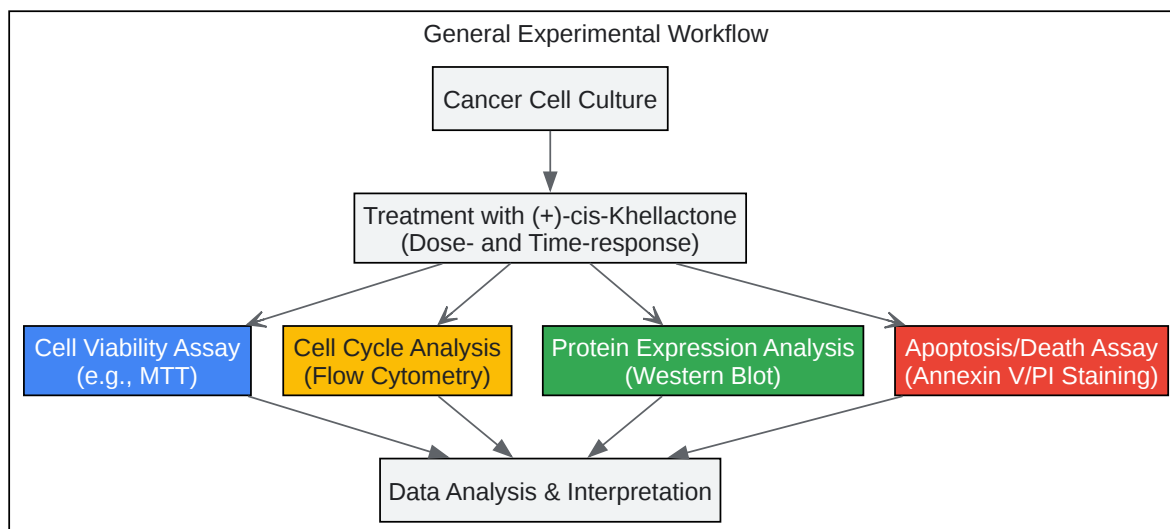 General Experimental Workflow
Cancer Cell Culture
Treatment with (+)-cis-Khellactone
(Dose- and Time-response)
Cell Viability Assay
(e.g., MTT)
Cell Cycle Analysis
(Flow Cytometry)
Protein Expression Analysis
(Western Blot)
Apoptosis/Death Assay
(Annexin V/PI Staining)
Data Analysis & Interpretation